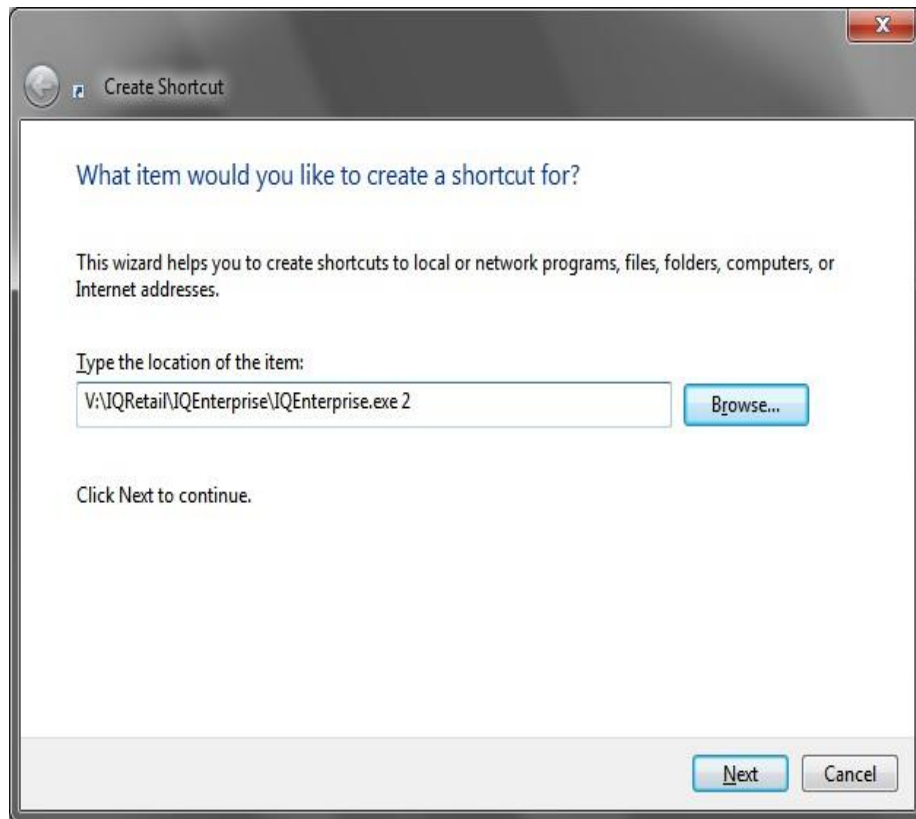 X
Create Shortcut
What item would you like to create a shortcut for?
This wizard helps you to create shortcuts to local or network programs, files, folders, computers, or
Internet addresses.
Type the location of the item:
V:\IQRetail\IQEnterprise\IQEnterprise.exe 2
Browse...
Click Next to continue.
Next Cancel